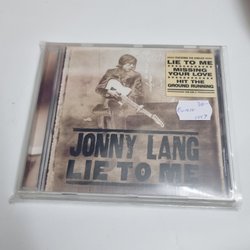 LIE TO ME
MISSING
YOUR LOVE
HIT THE
GROUND RUNNING
JONNY LANG
LIE TO ME